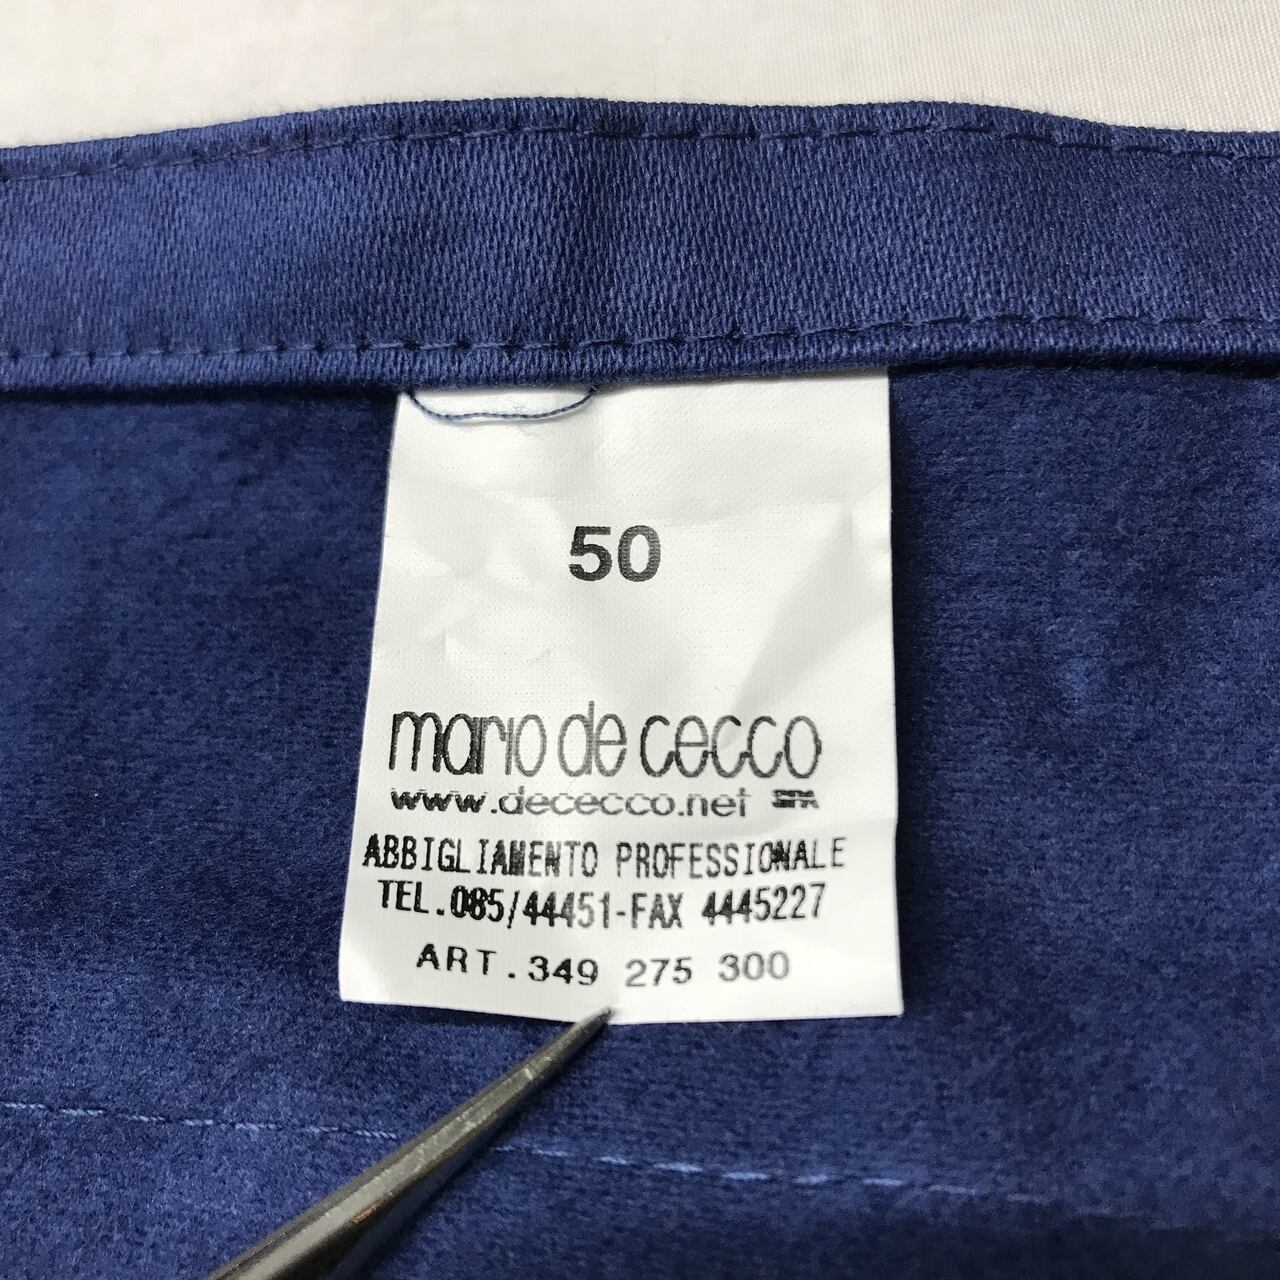 50
mario de cecco
www.dececco.net SPA
ABBIGLIAMENTO PROFESSIONALE
TEL.085/44451-FAX 4445227
ART.349 275 300